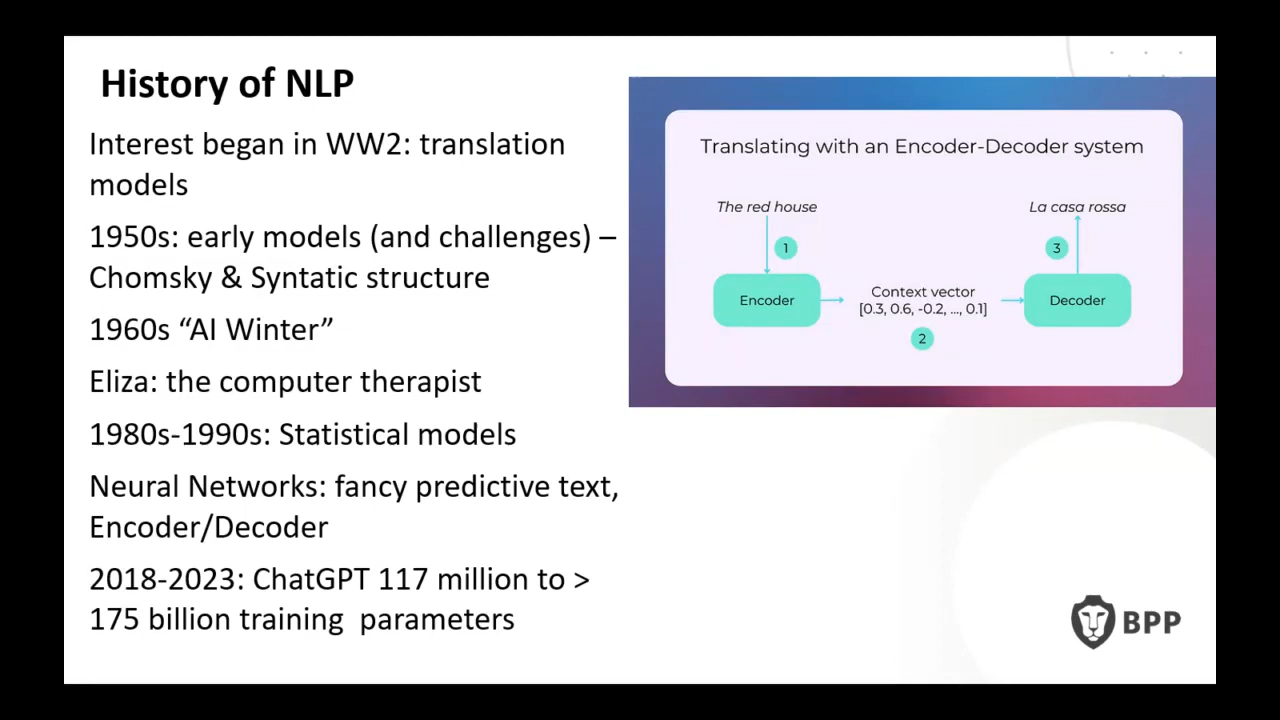 History of NLP
Interest began in WW2: translation
models
1950s: early models (and challenges) –
Chomsky & Syntatic structure
1960s “AI Winter”
Eliza: the computer therapist
1980s-1990s: Statistical models
Neural Networks: fancy predictive text,
Encoder/Decoder
2018-2023: ChatGPT 117 million to >
175 billion training  parameters
Translating with an Encoder-Decoder system
The red house
La casa rossa
1
3
Encoder
Context vector
[0.3, 0.6, -0.2, ..., 0.1]
Decoder
2
BPP